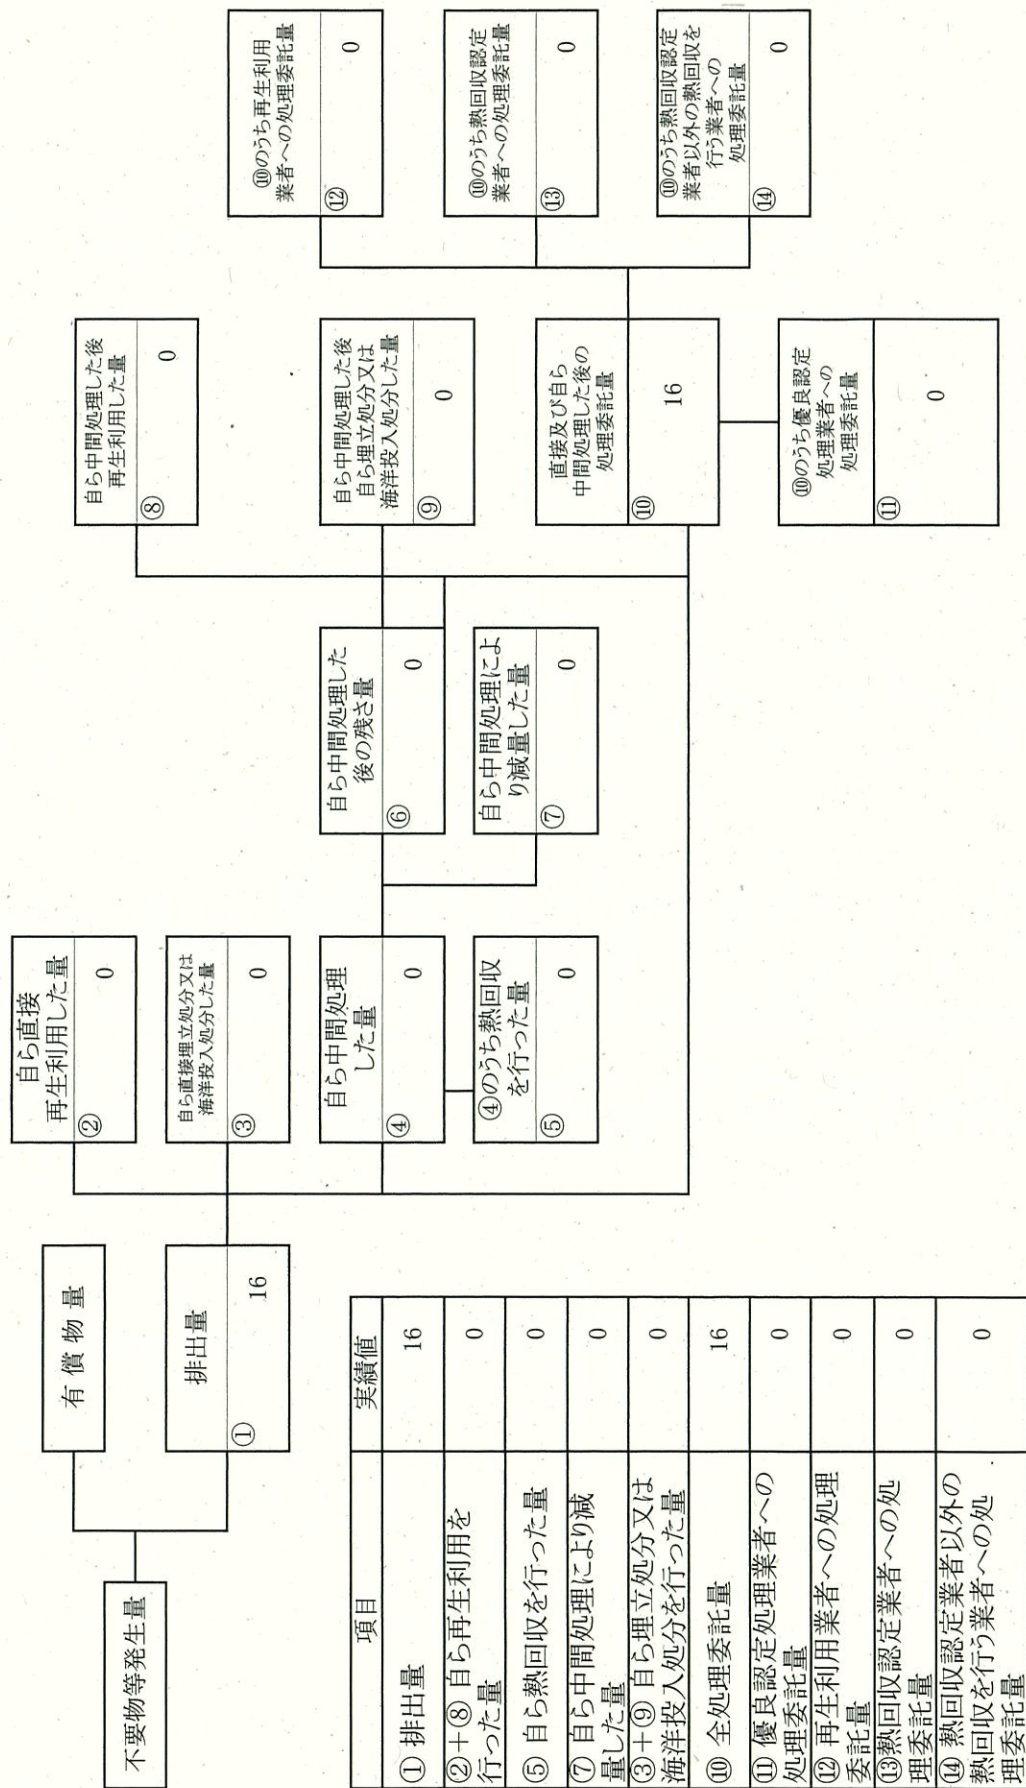 不要物等発生量
有償物量
排出量
①
16
自ら直接
再生利用した量
②
0
自ら直接埋立処分又は
海洋投入処分した量
③
0
自ら中間処理
した量
④
0
④のうち熱回収
を行った量
⑤
0
自ら中間処理した
後の残さ量
⑥
0
自ら中間処理によ
り減量した量
⑦
0
自ら中間処理した後
再生利用した量
⑧
0
自ら中間処理した後
自ら埋立処分又は
海洋投入処分した量
⑨
0
直接及び自ら
中間処理した後の
処理委託量
⑩
16
⑩のうち優良認定
処理業者への
処理委託量
⑪
0
⑩のうち再生利用
業者への処理委託量
⑫
0
⑩のうち熱回収認定
業者への処理委託量
⑬
0
⑩のうち熱回収認定
業者以外の熱回収を
行う業者への
処理委託量
⑭
0
項目 実績値
① 排出量 16
②+⑧ 自ら再生利用を
行った量 0
⑤ 自ら熱回収を行った量 0
⑦ 自ら中間処理により減
量した量 0
③+⑨ 自ら埋立処分又は
海洋投入処分を行った量 0
⑩ 全処理委託量 16
⑪ 優良認定処理業者への
処理委託量 0
⑫ 再生利用業者への処理
委託量 0
⑬熱回収認定業者への処
理委託量 0
⑭ 熱回収認定業者以外の
熱回収を行う業者への処
理委託量 0